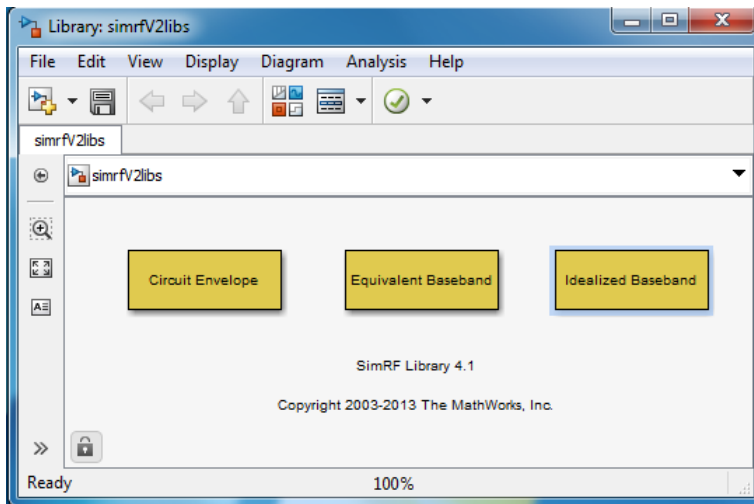 Library: simrfV2libs
File Edit View Display Diagram Analysis Help
simrfV2libs
simrfV2libs
Circuit Envelope Equivalent Baseband Idealized Baseband
SimRF Library 4.1
Copyright 2003-2013 The MathWorks, Inc.
Ready 100%